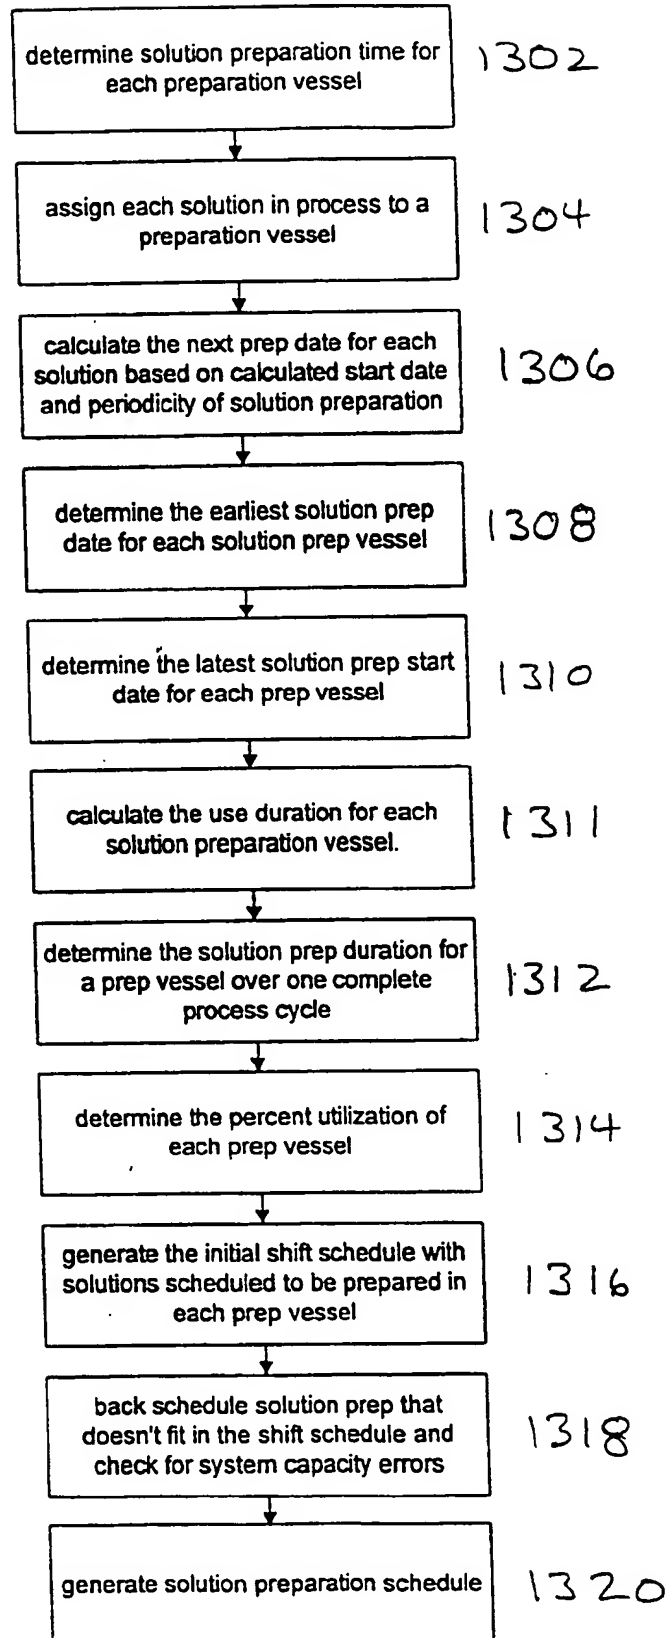 determine solution preparation time for
each preparation vessel
1302
assign each solution in process to a
preparation vessel
1304
calculate the next prep date for each
solution based on calculated start date
and periodicity of solution preparation
1306
determine the earliest solution prep
date for each solution prep vessel
1308
determine the latest solution prep start
date for each prep vessel
1310
calculate the use duration for each
solution preparation vessel.
1311
determine the solution prep duration for
a prep vessel over one complete
process cycle
1312
determine the percent utilization of
each prep vessel
1314
generate the initial shift schedule with
solutions scheduled to be prepared in
each prep vessel
1316
back schedule solution prep that
doesn't fit in the shift schedule and
check for system capacity errors
1318
generate solution preparation schedule
1320